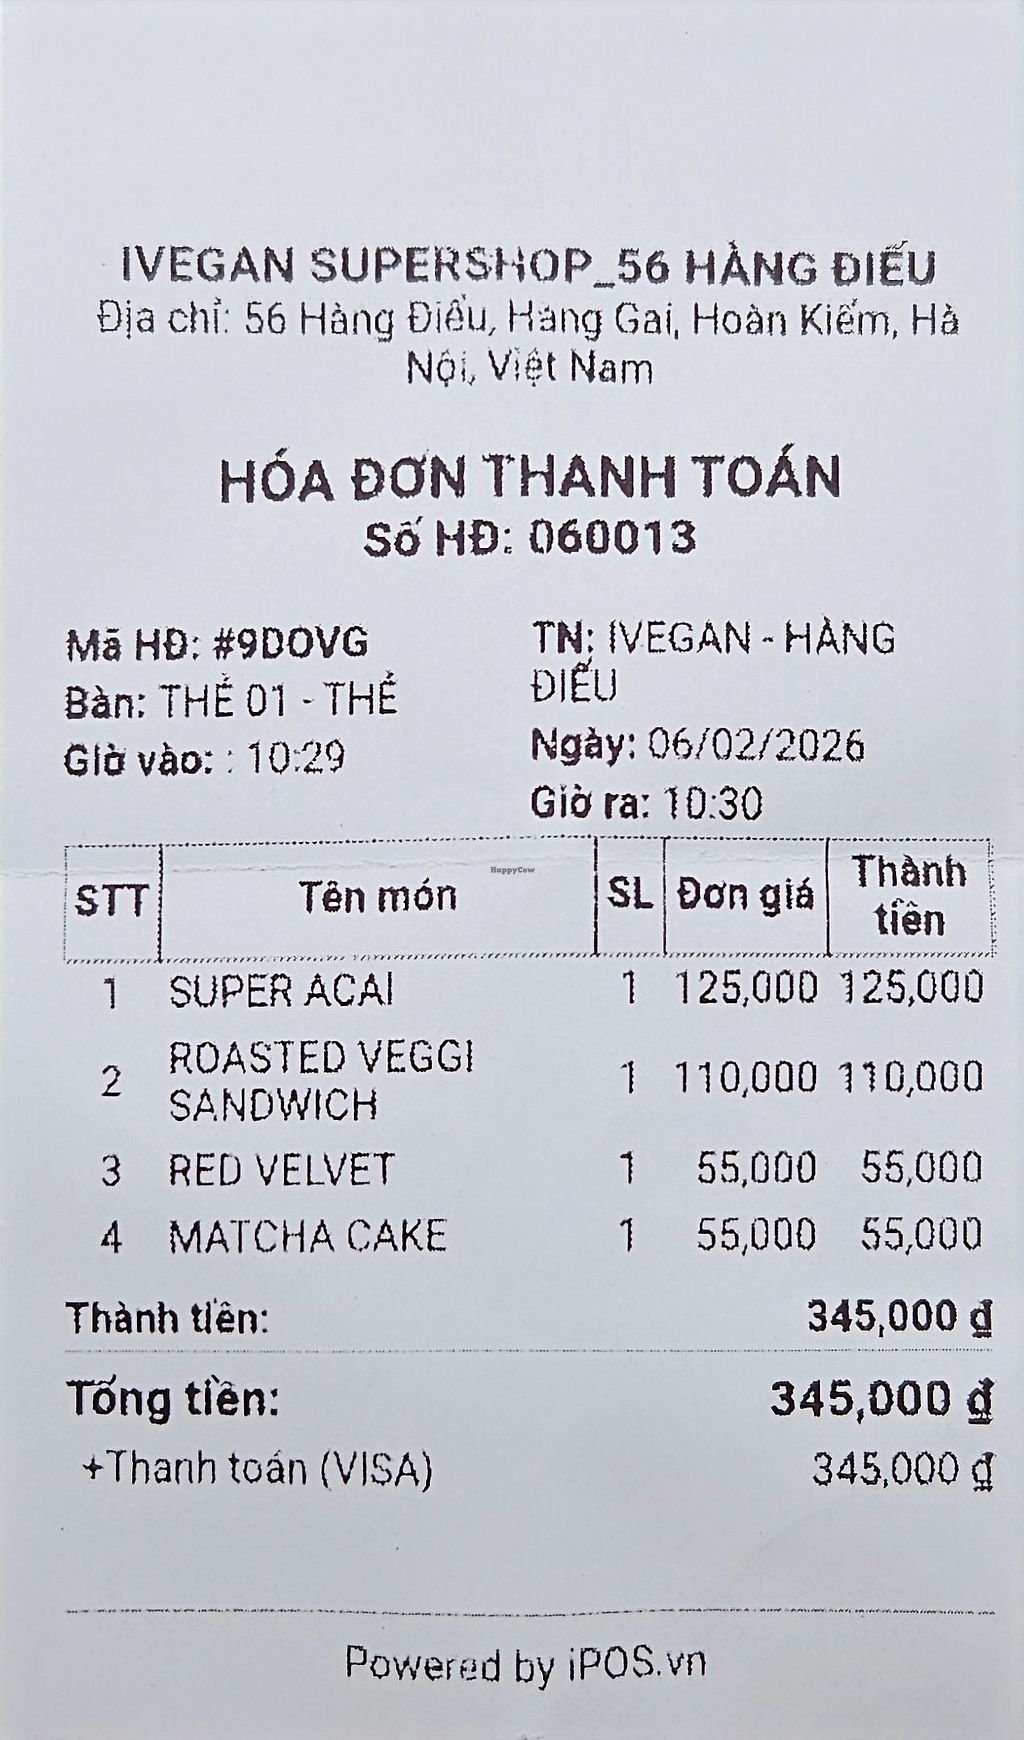 IVEGAN SUPERSHOP_56 HÀNG ĐIẾU
Địa chỉ: 56 Hàng Điếu, Hàng Gai, Hoàn Kiếm, Hà
Nội, Việt Nam
HÓA ĐƠN THANH TOÁN
Số HĐ: 060013
Mã HĐ: #9DOVG
Bàn: THẺ 01 - THẺ
Giờ vào: : 10:29
TN: IVEGAN - HÀNG
ĐIẾU
Ngày: 06/02/2026
Giờ ra: 10:30
STT Tên món SL Đơn giá Thành
tiền
HappyCow
1 SUPER ACAI 1 125,000 125,000
2 ROASTED VEGGI
SANDWICH 1 110,000 110,000
3 RED VELVET 1 55,000 55,000
4 MATCHA CAKE 1 55,000 55,000
Thành tiền: 345,000 ₫
Tổng tiền: 345,000 ₫
+Thanh toán (VISA) 345,000 ₫
Powered by iPOS.vn